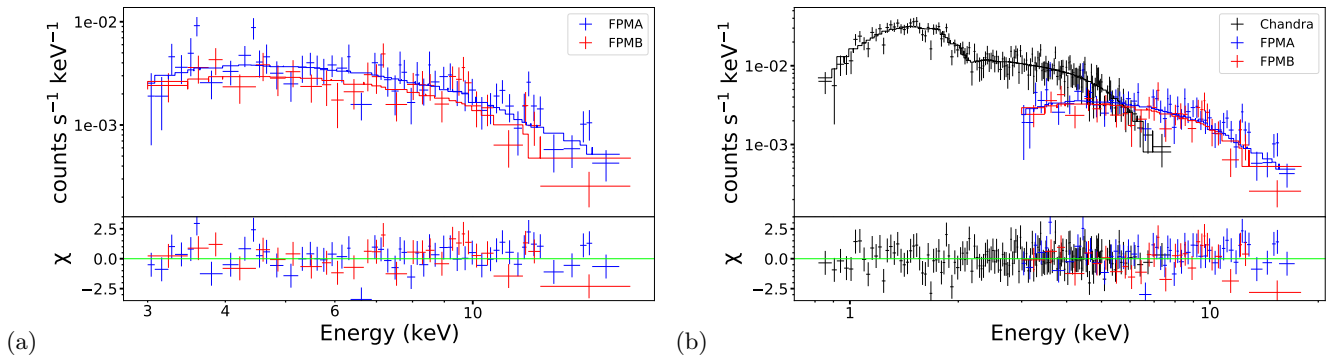 1e-02
1e-03
counts s⁻¹ keV⁻¹
FPMA
FPMB
2.5
0.0
−2.5
χ
3
4
6
10
Energy (keV)
(a)
1e-02
1e-03
counts s⁻¹ keV⁻¹
Chandra
FPMA
FPMB
2.5
0.0
−2.5
χ
1
10
Energy (keV)
(b)